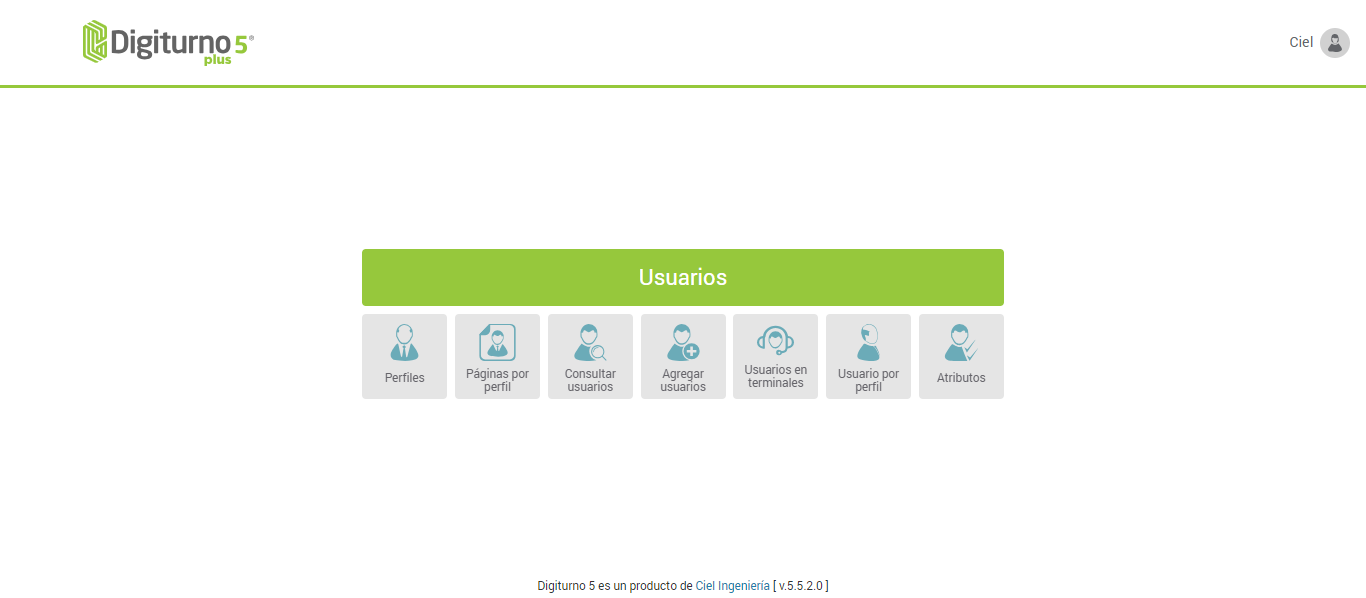 Digiturno 5®
plus
Ciel
Usuarios
Perfiles
Páginas por
perfil
Consultar
usuarios
Agregar
usuarios
Usuarios en
terminales
Usuario por
perfil
Atributos
Digiturno 5 es un producto de Ciel Ingeniería [ v.5.5.2.0 ]